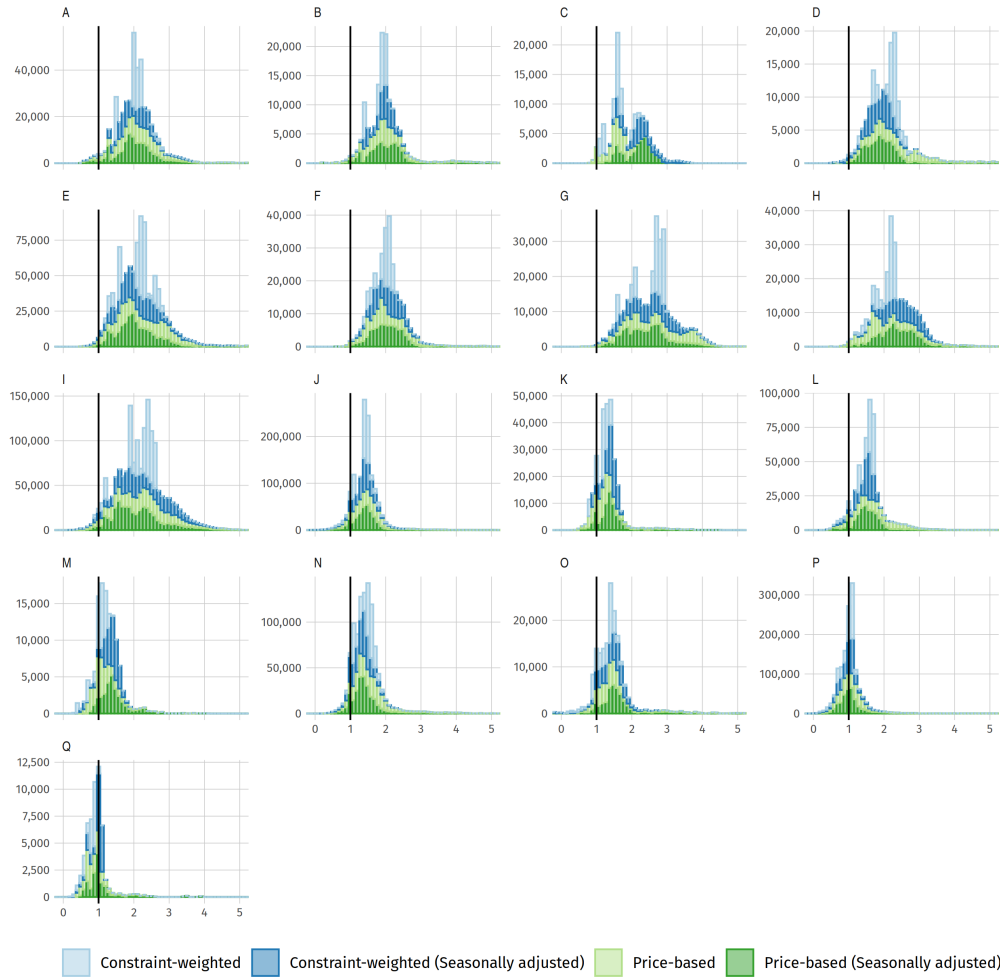 A B C D
40,000 20,000 0
20,000 15,000 10,000 5,000 0
20,000 15,000 10,000 5,000 0
20,000 15,000 10,000 5,000 0
E F G H
75,000 50,000 25,000 0
40,000 30,000 20,000 10,000 0
30,000 20,000 10,000 0
40,000 30,000 20,000 10,000 0
I J K L
150,000 100,000 50,000 0
200,000 100,000 0
50,000 40,000 30,000 20,000 10,000 0
100,000 75,000 50,000 25,000 0
M N O P
15,000 10,000 5,000 0
100,000 50,000 0
20,000 10,000 0
300,000 200,000 100,000 0
0 1 2 3 4 5
0 1 2 3 4 5
0 1 2 3 4 5
Q
12,500 10,000 7,500 5,000 2,500 0
0 1 2 3 4 5
Constraint-weighted Constraint-weighted (Seasonally adjusted) Price-based Price-based (Seasonally adjusted)